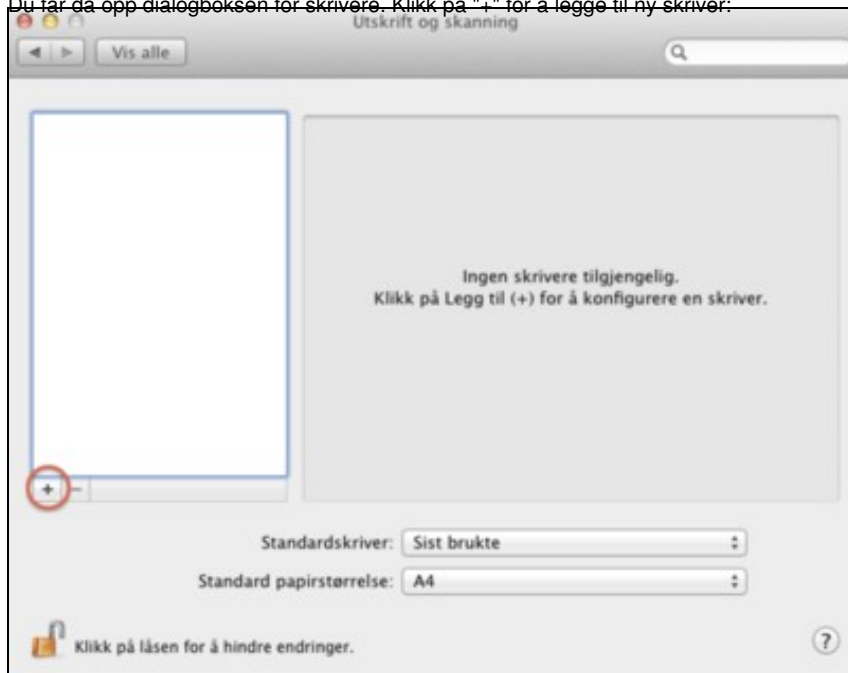 Du får da opp dialogboksen for skrivere. Klikk på "+" for å legge til ny skriver:
Utskrift og skanning
Vis alle
Ingen skrivere tilgjengelig.
Klikk på Legg til (+) for å konfigurere en skriver.
+ −
Standardskriver: Sist brukte
Standard papirstørrelse: A4
Klikk på låsen for å hindre endringer.
?